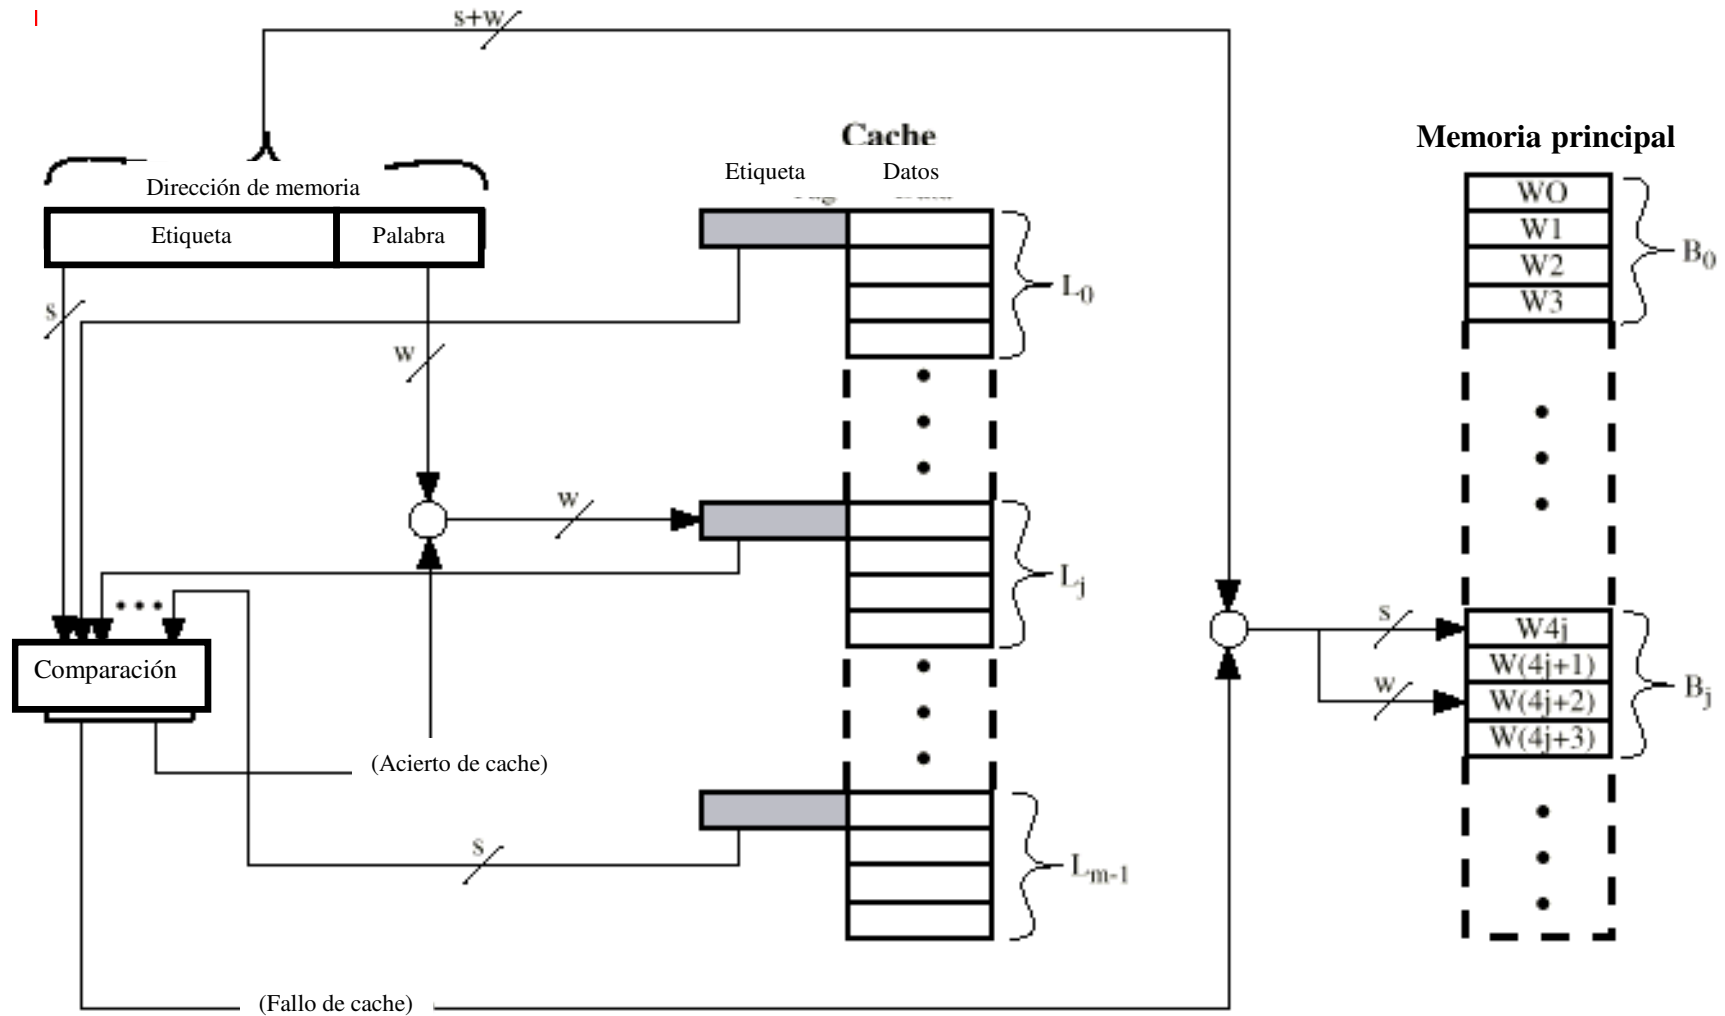 s+w
Cache
Memoria principal
Etiqueta Datos
Dirección de memoria
Etiqueta Palabra
WO
W1
W2
W3
B0
L0
s
w
w
Lj
s
W4j
W(4j+1)
w
W(4j+2)
W(4j+3)
Bj
Comparación
(Acierto de cache)
s
Lm-1
(Fallo de cache)